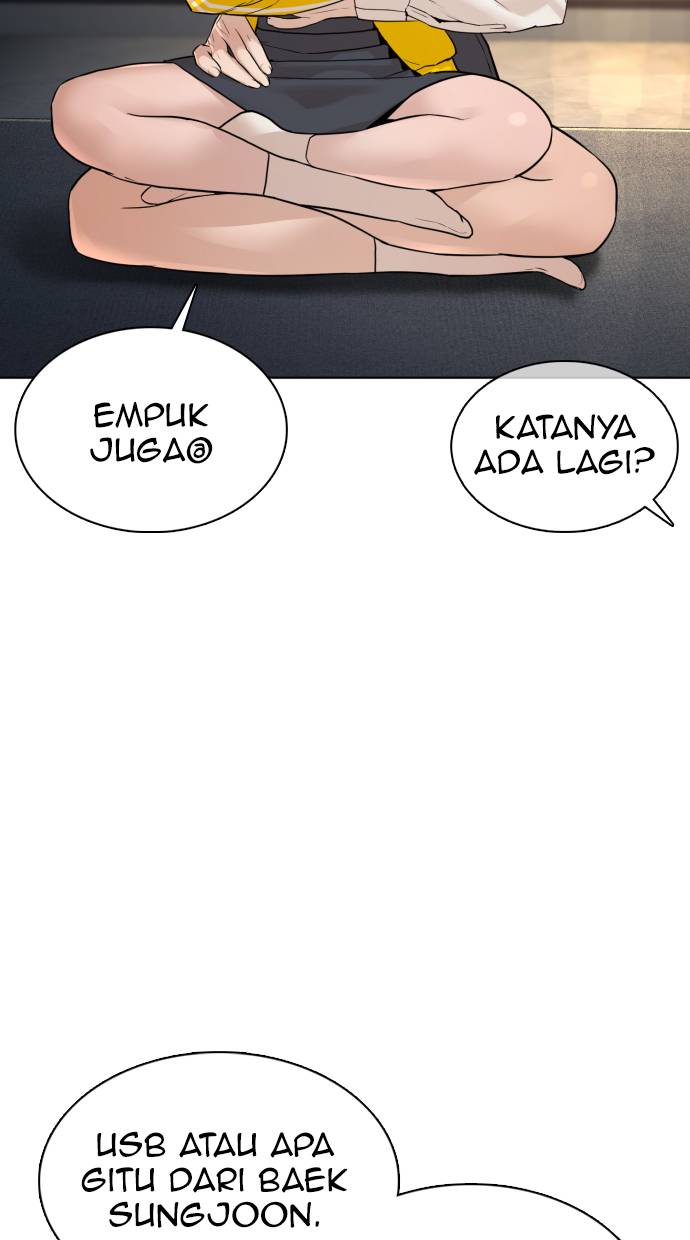 EMPUK
JUGA@
KATANYA
ADA LAGI?
USB ATAU APA
GITU DARI BAEK
SUNGJOON.